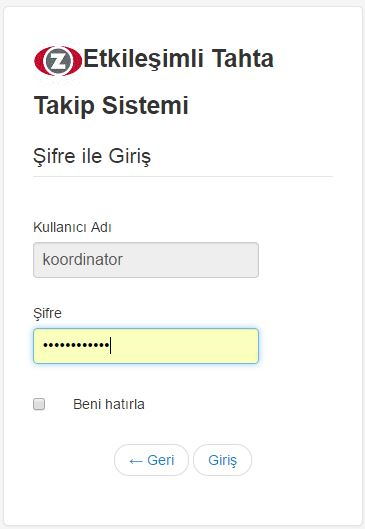 Z Etkileşimli Tahta
Takip Sistemi
Şifre ile Giriş
Kullanıcı Adı
koordinator
Şifre
••••••••••••
Beni hatırla
← Geri Giriş